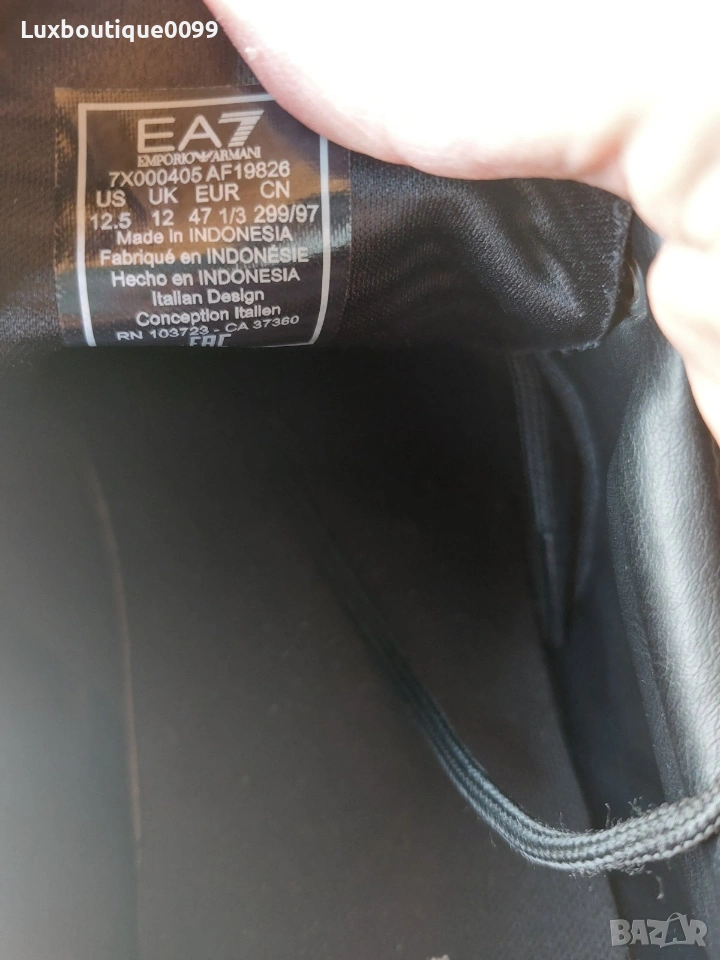 Luxboutique0099
EA7
EMPORIO ARMANI
7X000405 AF19826
US UK EUR CN
12.5 12 47 1/3 299/97
Made in INDONESIA
Fabriqué en INDONÉSIE
Hecho en INDONESIA
Italian Design
Conception Italien
RN 103723 - CA 37360
EAC
BAZAR